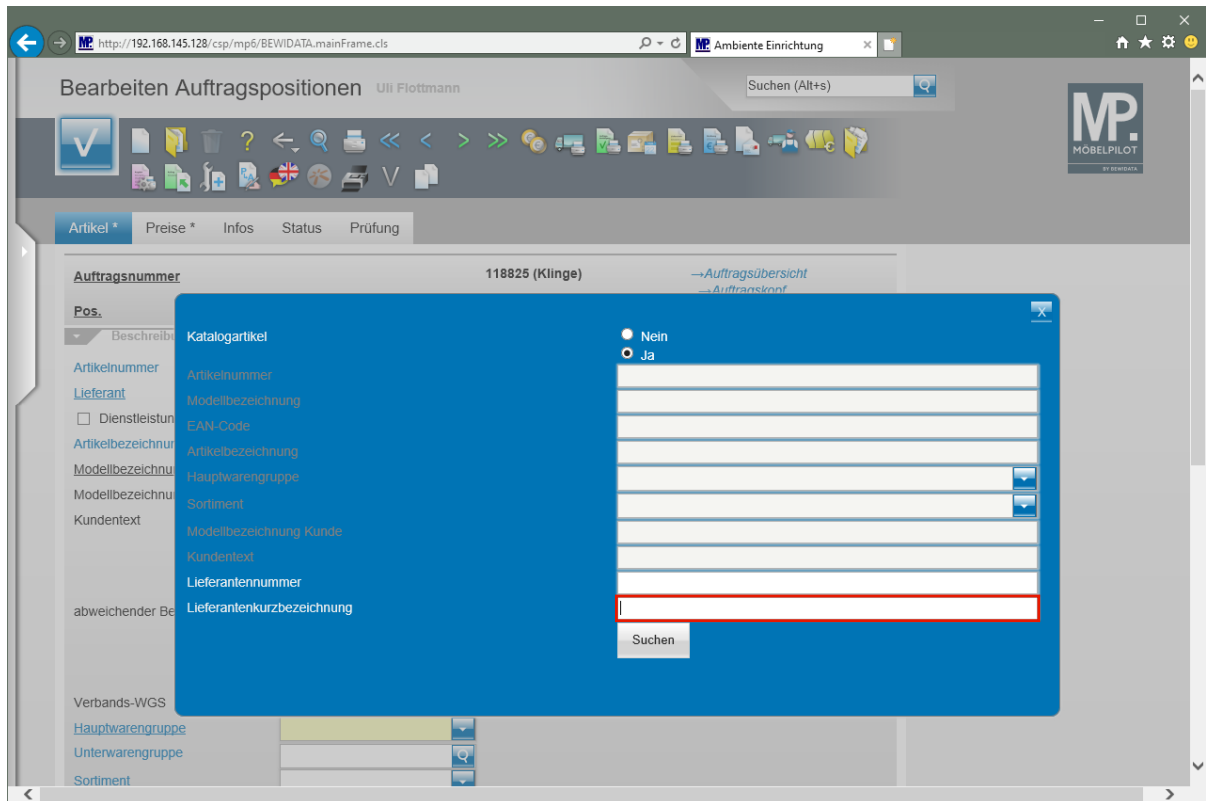 http://192.168.145.128/csp/mp6/BEWIDATA.mainFrame.cls
MP Ambiente Einrichtung
Bearbeiten Auftragspositionen Uli Flottmann
Suchen (Alt+s)
MP.
MÖBELPILOT
BY BEWIDATA
Artikel * Preise * Infos Status Prüfung
Auftragsnummer 118825 (Klinge) →Auftragsübersicht
→Auftragskopf
Pos.
Beschreibu
Artikelnummer
Lieferant
Dienstleistun
Artikelbezeichnur
Modellbezeichnu
Modellbezeichnu
Kundentext
abweichender Be
Verbands-WGS
Hauptwarengruppe
Unterwarengruppe
Sortiment
X
Katalogartikel Nein
Ja
Artikelnummer
Modellbezeichnung
EAN-Code
Artikelbezeichnung
Hauptwarengruppe
Sortiment
Modellbezeichnung Kunde
Kundentext
Lieferantennummer
Lieferantenkurzbezeichnung
Suchen